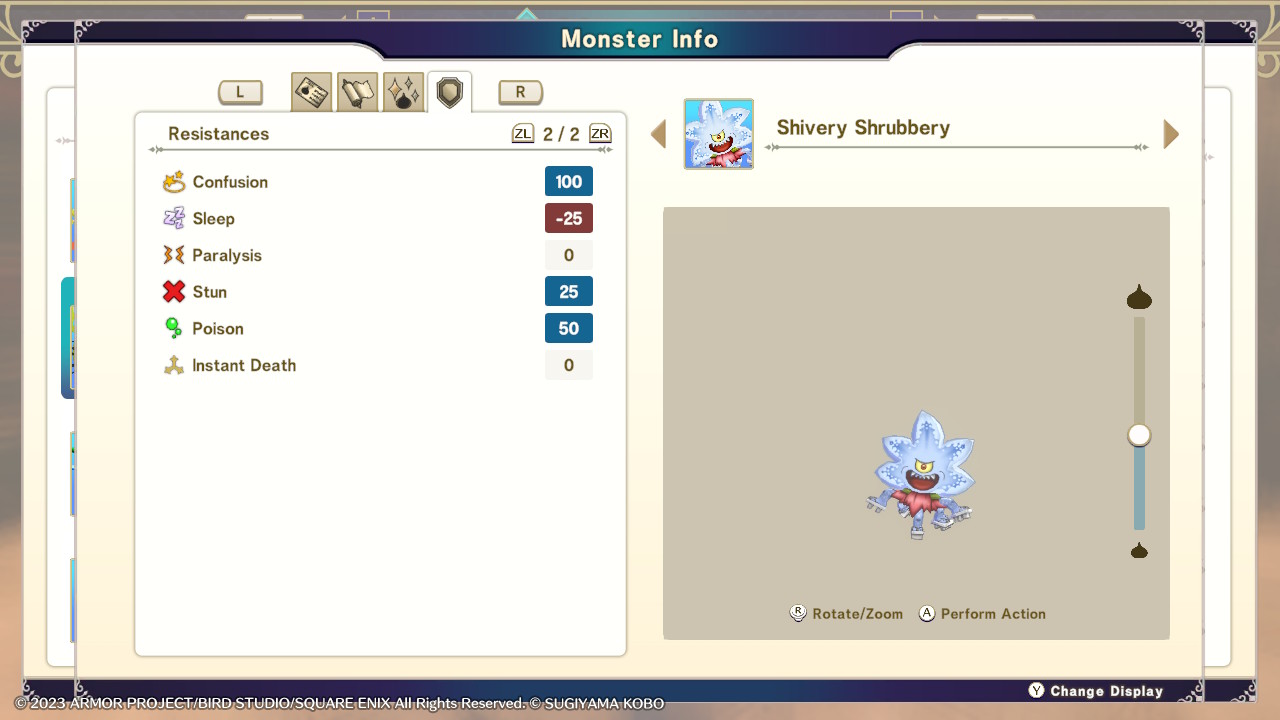 Monster Info
L
R
Resistances
ZL 2 / 2 ZR
Confusion 100
Sleep -25
Paralysis 0
Stun 25
Poison 50
Instant Death 0
Shivery Shrubbery
R Rotate/Zoom A Perform Action
Y Change Display
© 2023 ARMOR PROJECT/BIRD STUDIO/SQUARE ENIX All Rights Reserved. © SUGIYAMA KOBO